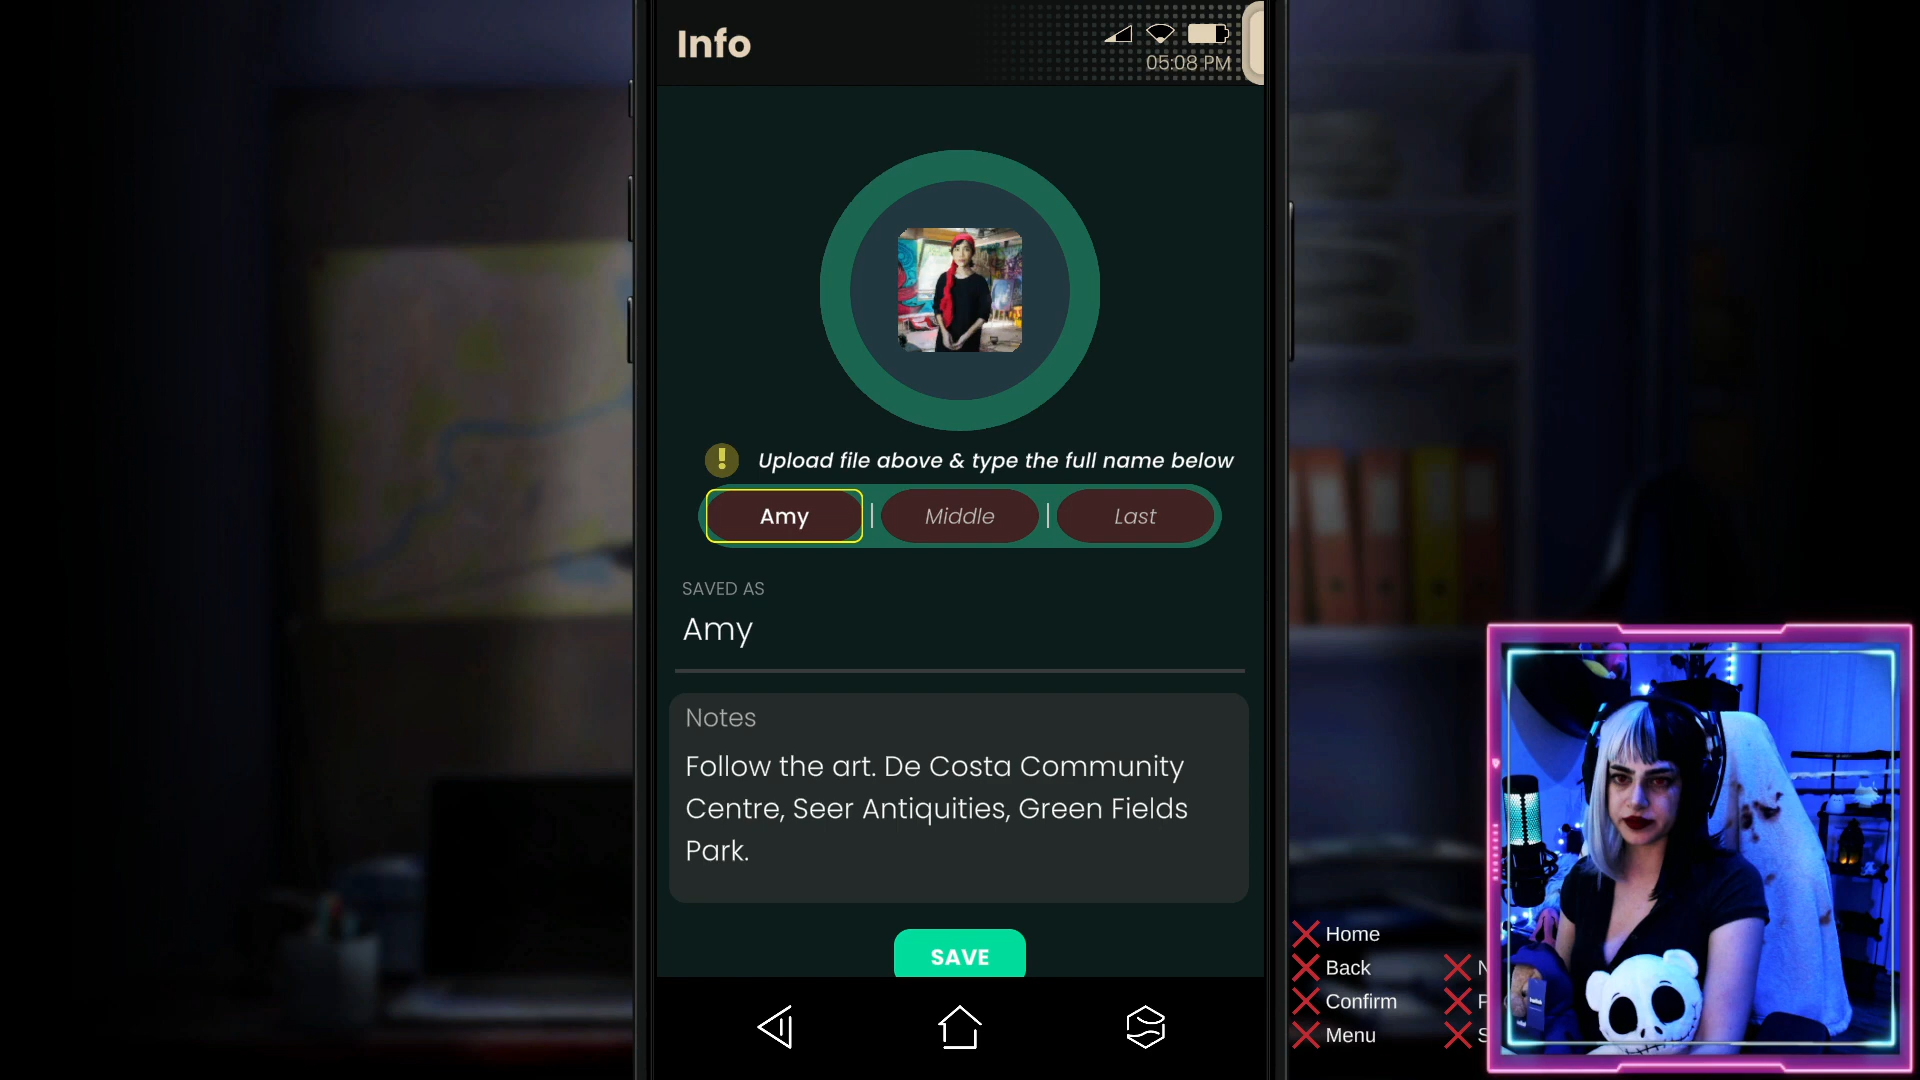 Info
05:08 PM
!
Upload file above & type the full name below
Amy | Middle | Last
SAVED AS
Amy
Notes
Follow the art. De Costa Community
Centre, Seer Antiquities, Green Fields
Park.
SAVE
Home
Back
Confirm
Menu